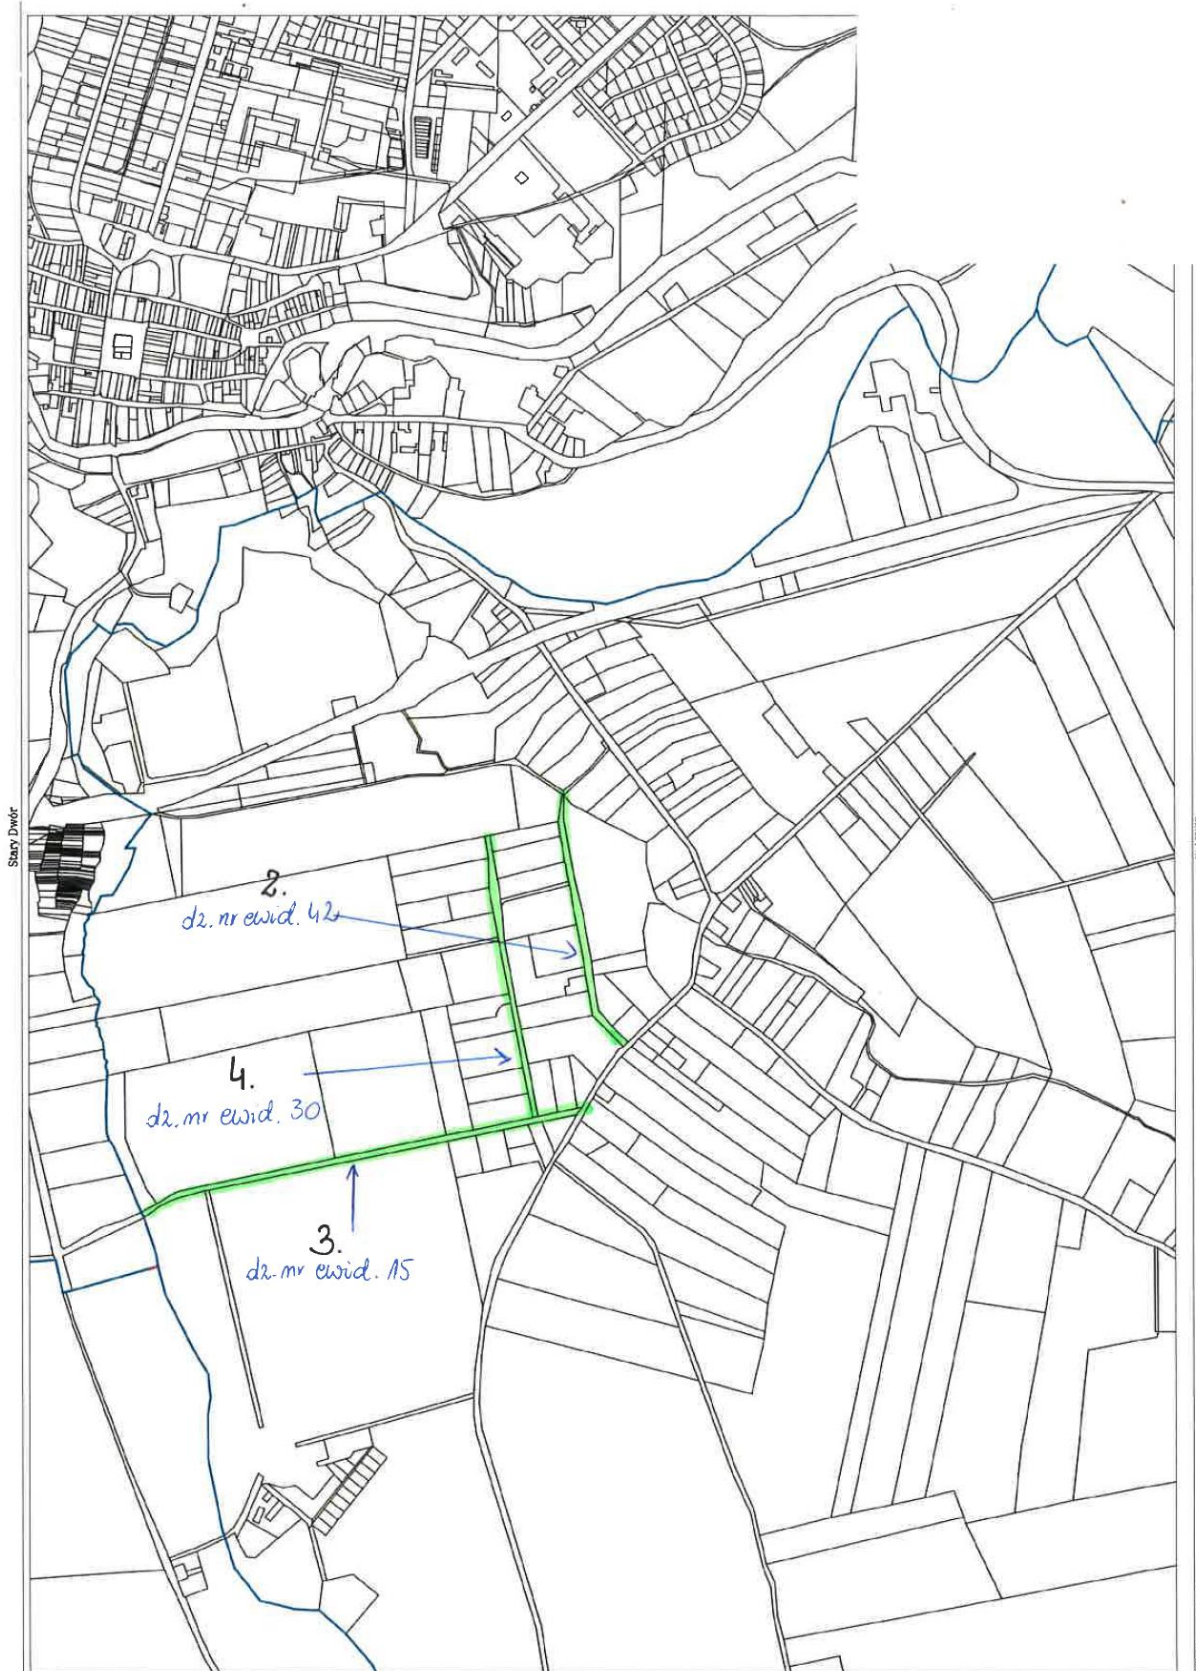 Stary Dwór
2.
dz. nr ewid. 42
4.
dz. nr ewid. 30
3.
dz. nr ewid. 15